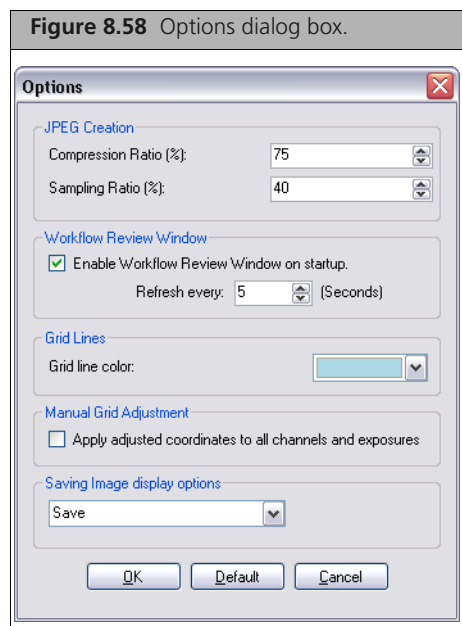 Figure 8.58 Options dialog box.
Options
JPEG Creation
Compression Ratio (%): 75
Sampling Ratio (%): 40
Workflow Review Window
Enable Workflow Review Window on startup.
Refresh every: 5 (Seconds)
Grid Lines
Grid line color:
Manual Grid Adjustment
Apply adjusted coordinates to all channels and exposures
Saving Image display options
Save
OK Default Cancel